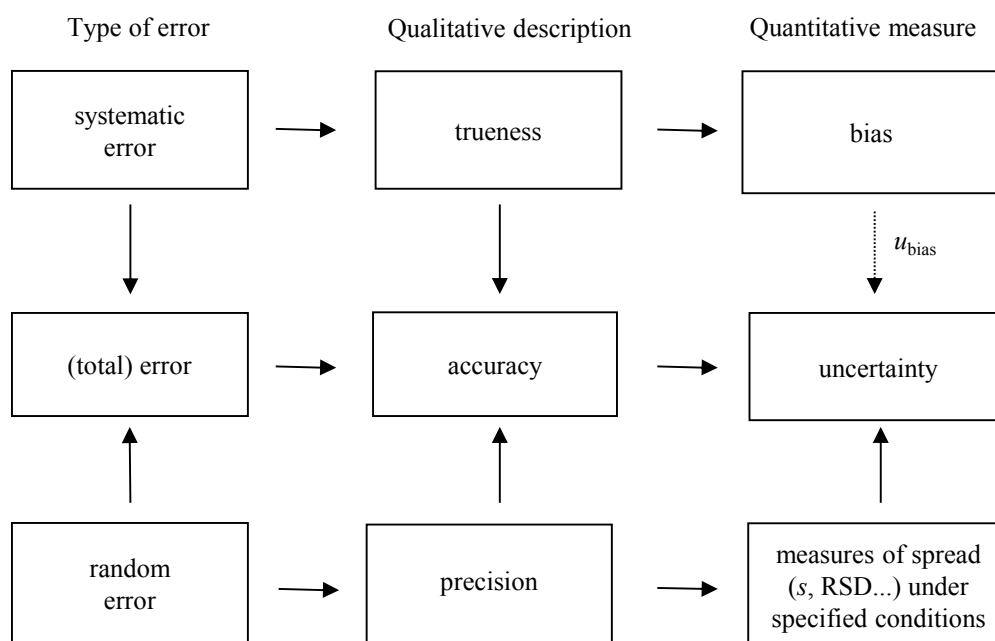 Type of error
Qualitative description
Quantitative measure
systematic
error
trueness
bias
u bias
(total) error
accuracy
uncertainty
random
error
precision
measures of spread
(s, RSD...) under
specified conditions